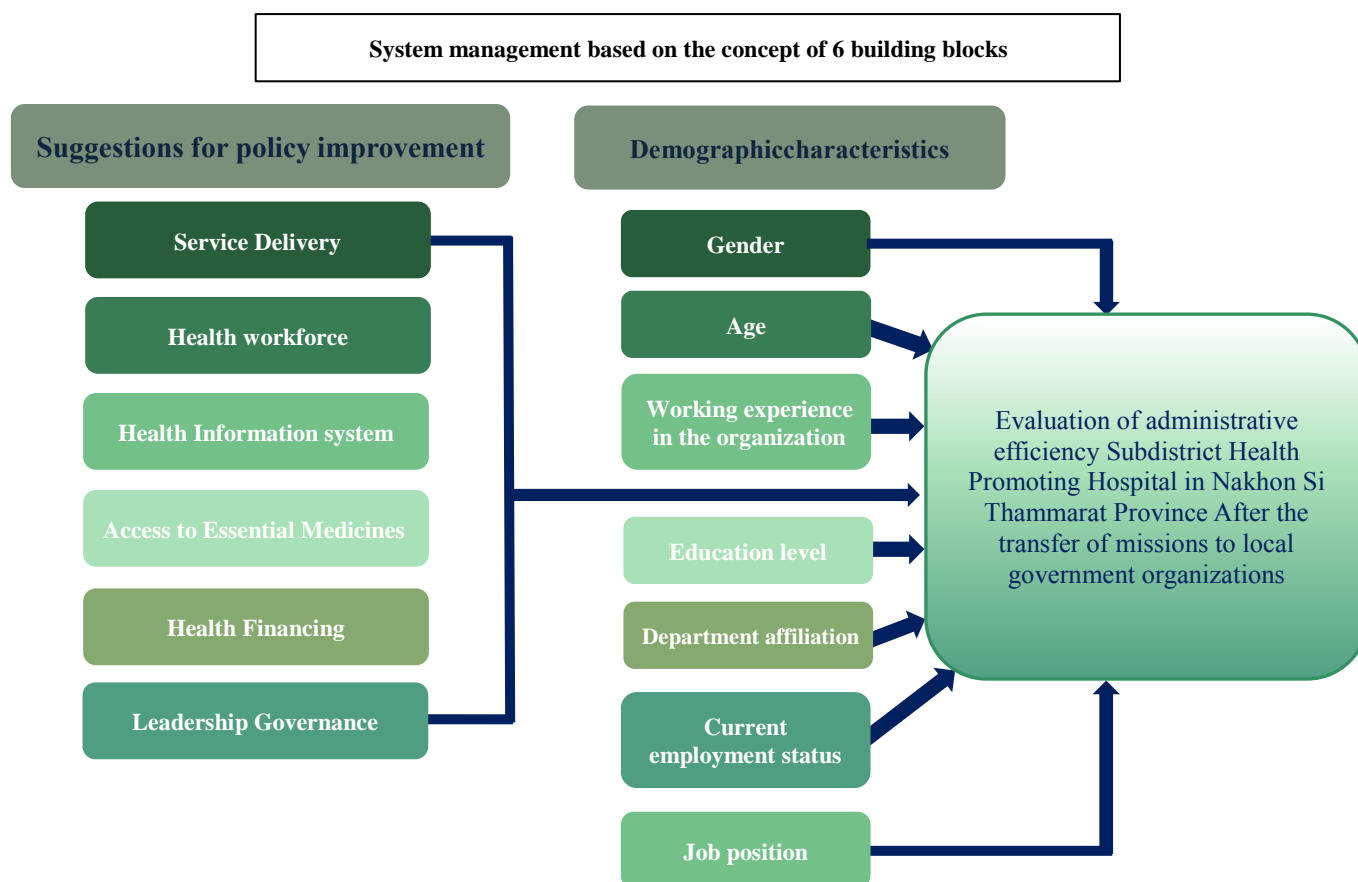 System management based on the concept of 6 building blocks
Suggestions for policy improvement
Service Delivery
Health workforce
Health Information system
Access to Essential Medicines
Health Financing
Leadership Governance
Demographiccharacteristics
Gender
Age
Working experience
in the organization
Education level
Department affiliation
Current
employment status
Job position
Evaluation of administrative
efficiency Subdistrict Health
Promoting Hospital in Nakhon Si
Thammarat Province After the
transfer of missions to local
government organizations